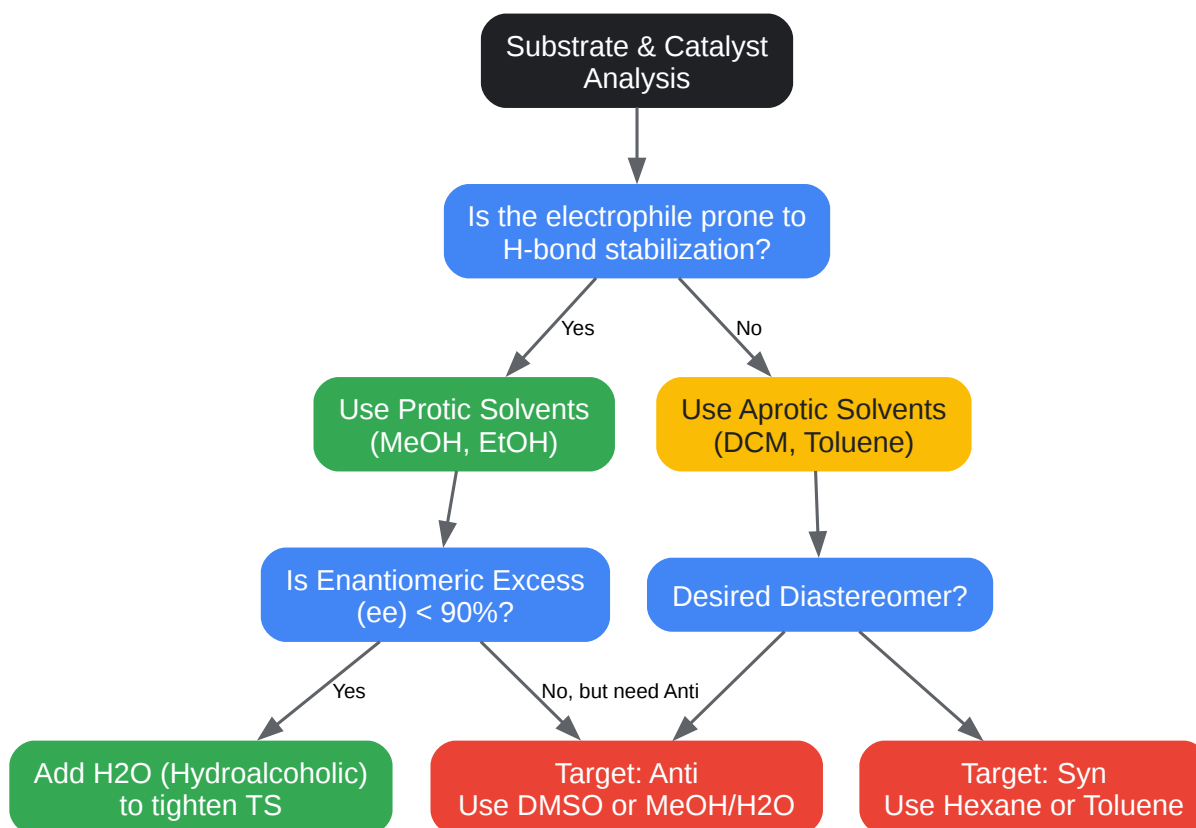 Substrate & Catalyst
Analysis
Is the electrophile prone to
H-bond stabilization?
Yes
No
Use Protic Solvents
(MeOH, EtOH)
Use Aprotic Solvents
(DCM, Toluene)
Is Enantiomeric Excess
(ee) < 90%?
Desired Diastereomer?
Yes
No, but need Anti
Add H2O (Hydroalcoholic)
to tighten TS
Target: Anti
Use DMSO or MeOH/H2O
Target: Syn
Use Hexane or Toluene